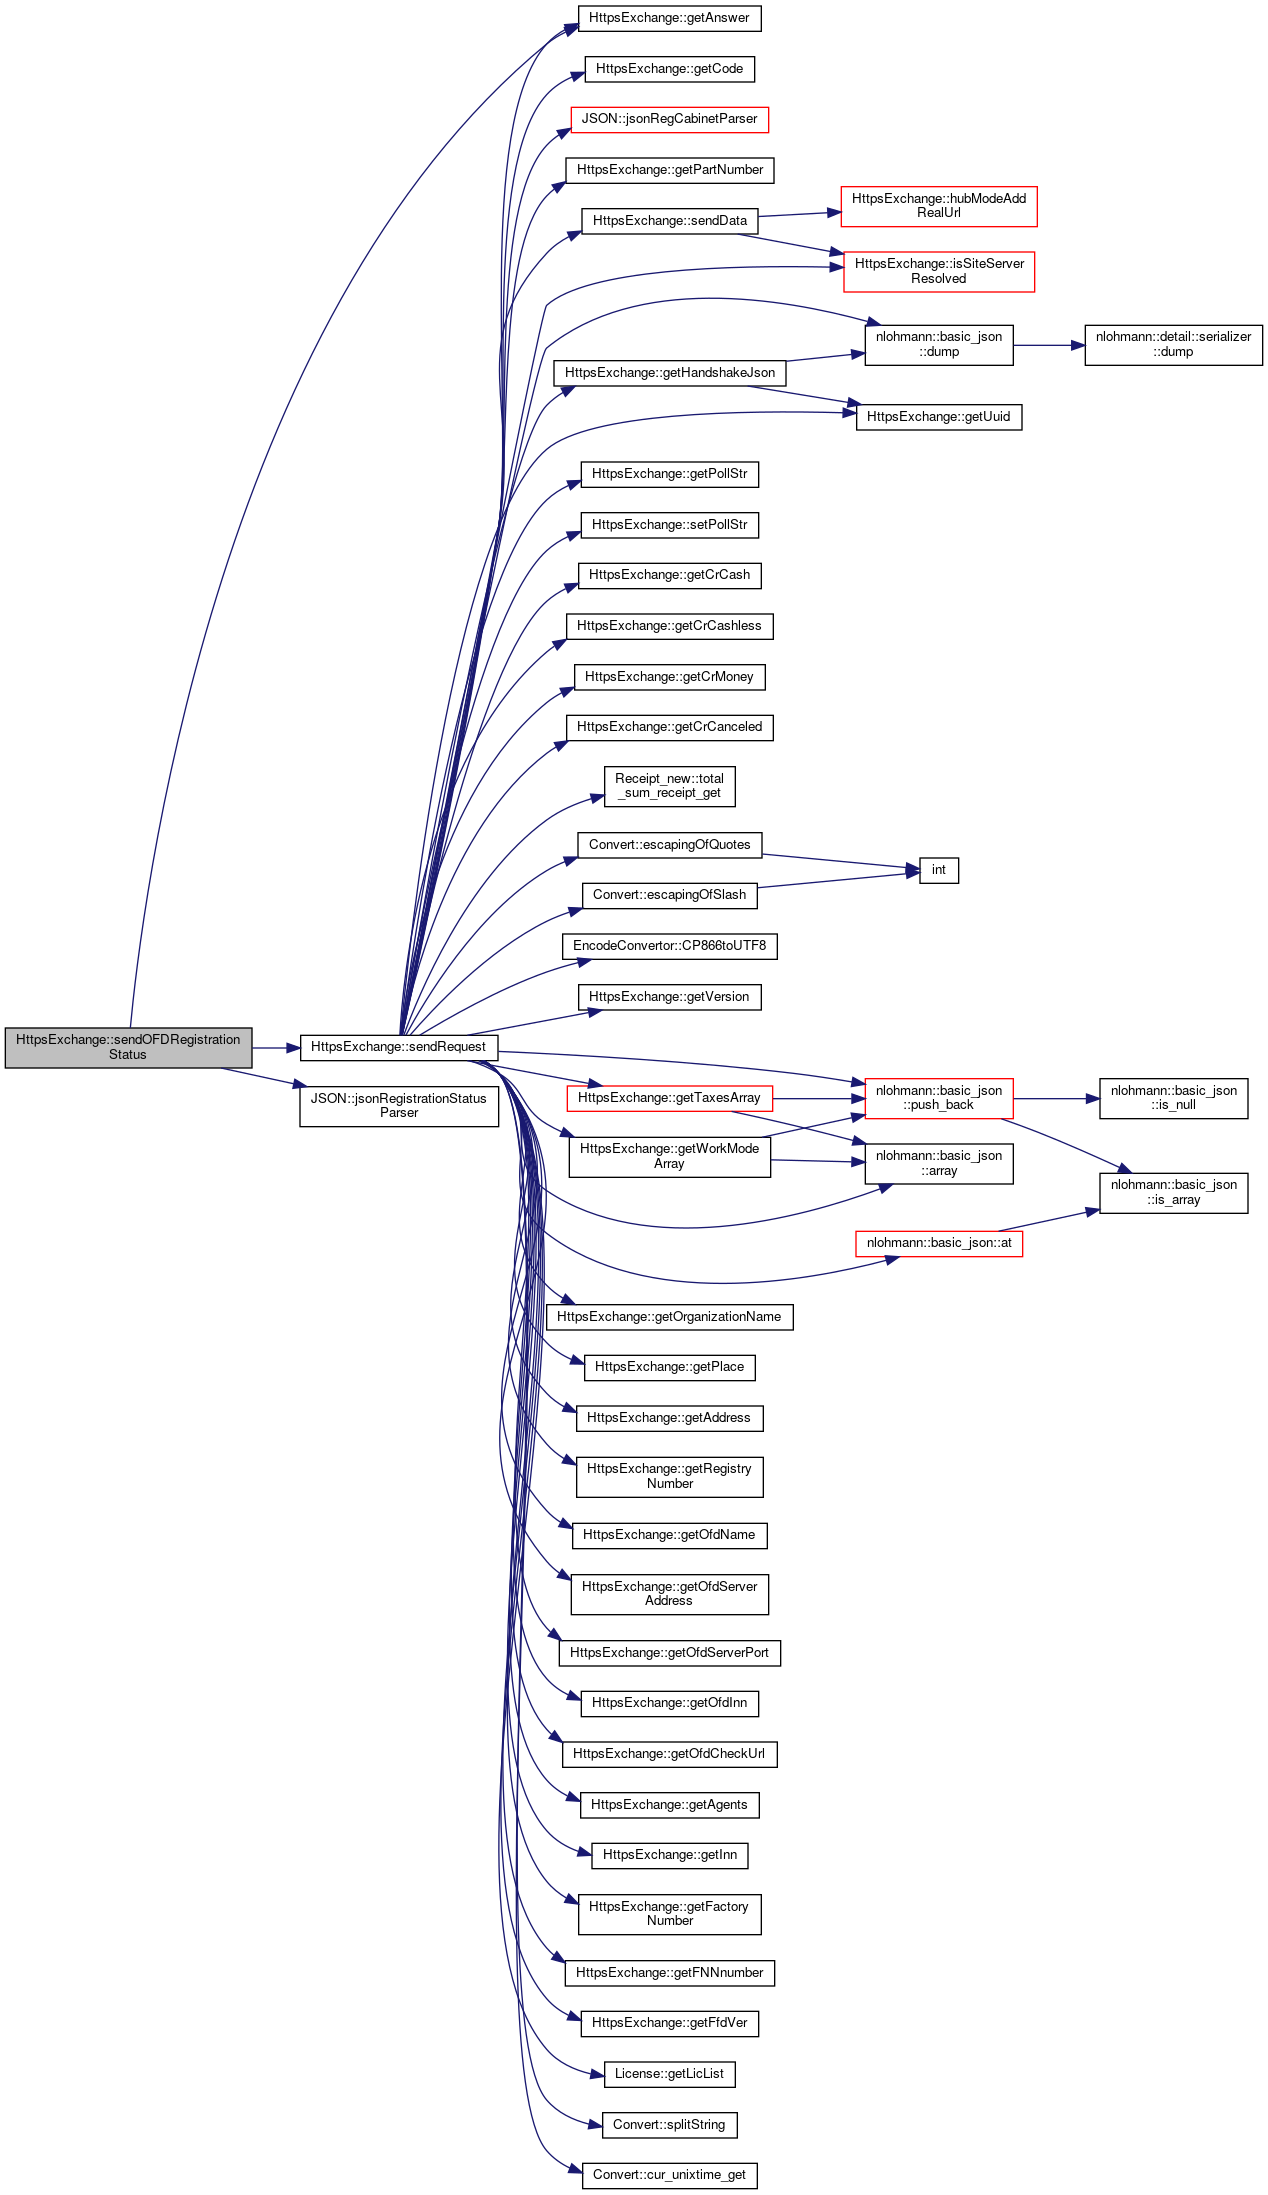 HttpsExchange::getAnswer
HttpsExchange::getCode
JSON::jsonRegCabinetParser
HttpsExchange::getPartNumber
HttpsExchange::hubModeAdd
RealUrl
HttpsExchange::sendData
HttpsExchange::isSiteServer
Resolved
nlohmann::basic_json
::dump
nlohmann::detail::serializer
::dump
HttpsExchange::getHandshakeJson
HttpsExchange::getUuid
HttpsExchange::getPollStr
HttpsExchange::setPollStr
HttpsExchange::getCrCash
HttpsExchange::getCrCashless
HttpsExchange::getCrMoney
HttpsExchange::getCrCanceled
Receipt_new::total
_sum_receipt_get
Convert::escapingOfQuotes
int
Convert::escapingOfSlash
EncodeConvertor::CP866toUTF8
HttpsExchange::getVersion
HttpsExchange::sendOFDRegistration
Status
HttpsExchange::sendRequest
JSON::jsonRegistrationStatus
Parser
HttpsExchange::getTaxesArray
nlohmann::basic_json
::push_back
nlohmann::basic_json
::is_null
HttpsExchange::getWorkMode
Array
nlohmann::basic_json
::array
nlohmann::basic_json
::is_array
nlohmann::basic_json::at
HttpsExchange::getOrganizationName
HttpsExchange::getPlace
HttpsExchange::getAddress
HttpsExchange::getRegistry
Number
HttpsExchange::getOfdName
HttpsExchange::getOfdServer
Address
HttpsExchange::getOfdServerPort
HttpsExchange::getOfdInn
HttpsExchange::getOfdCheckUrl
HttpsExchange::getAgents
HttpsExchange::getInn
HttpsExchange::getFactory
Number
HttpsExchange::getFNNnumber
HttpsExchange::getFfdVer
License::getLicList
Convert::splitString
Convert::cur_unixtime_get